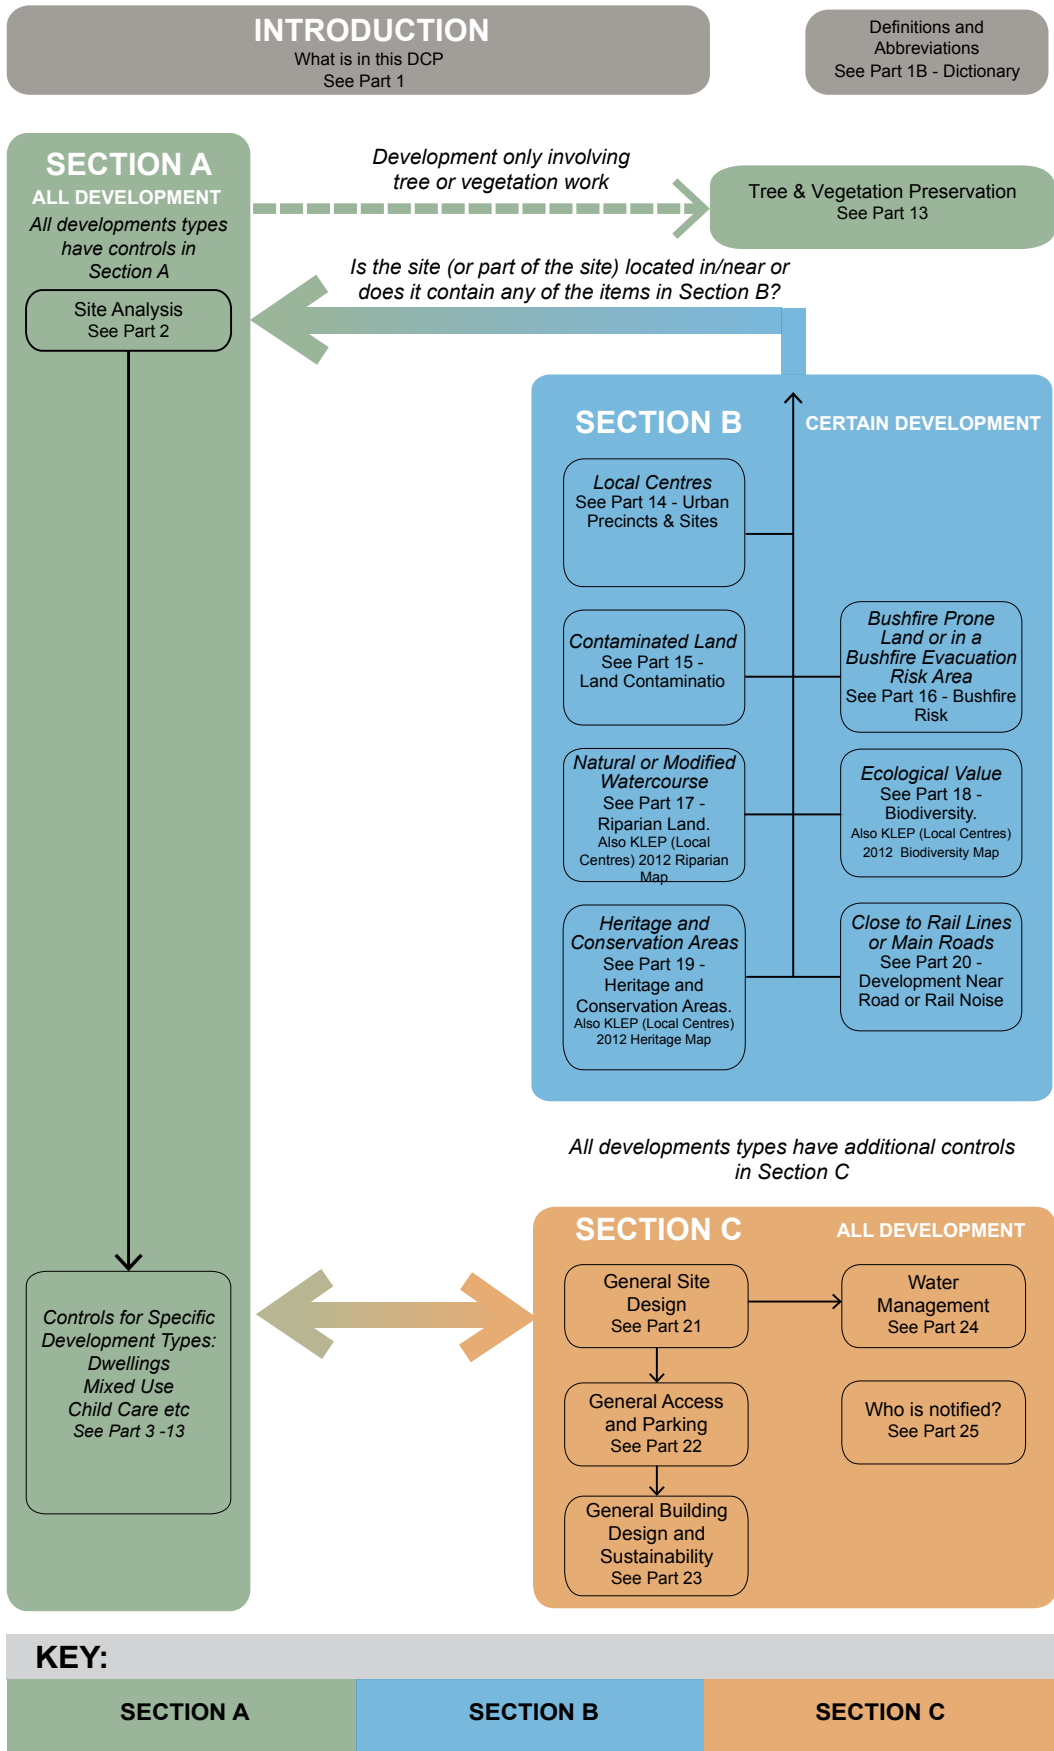 INTRODUCTION
What is in this DCP
See Part 1
Definitions and
Abbreviations
See Part 1B - Dictionary
SECTION A
ALL DEVELOPMENT
All developments types
have controls in
Section A
Site Analysis
See Part 2
Development only involving
tree or vegetation work
Tree & Vegetation Preservation
See Part 13
Is the site (or part of the site) located in/near or
does it contain any of the items in Section B?
SECTION B
CERTAIN DEVELOPMENT
Local Centres
See Part 14 - Urban
Precincts & Sites
Contaminated Land
See Part 15 -
Land Contaminatio
Bushfire Prone
Land or in a
Bushfire Evacuation
Risk Area
See Part 16 - Bushfire
Risk
Natural or Modified
Watercourse
See Part 17 -
Riparian Land.
Also KLEP (Local
Centres) 2012 Riparian
Map
Ecological Value
See Part 18 -
Biodiversity.
Also KLEP (Local Centres)
2012 Biodiversity Map
Heritage and
Conservation Areas
See Part 19 -
Heritage and
Conservation Areas.
Also KLEP (Local Centres)
2012 Heritage Map
Close to Rail Lines
or Main Roads
See Part 20 -
Development Near
Road or Rail Noise
All developments types have additional controls
in Section C
SECTION C
ALL DEVELOPMENT
General Site
Design
See Part 21
Water
Management
See Part 24
General Access
and Parking
See Part 22
Who is notified?
See Part 25
General Building
Design and
Sustainability
See Part 23
Controls for Specific
Development Types:
Dwellings
Mixed Use
Child Care etc
See Part 3 -13
KEY:
SECTION A
SECTION B
SECTION C